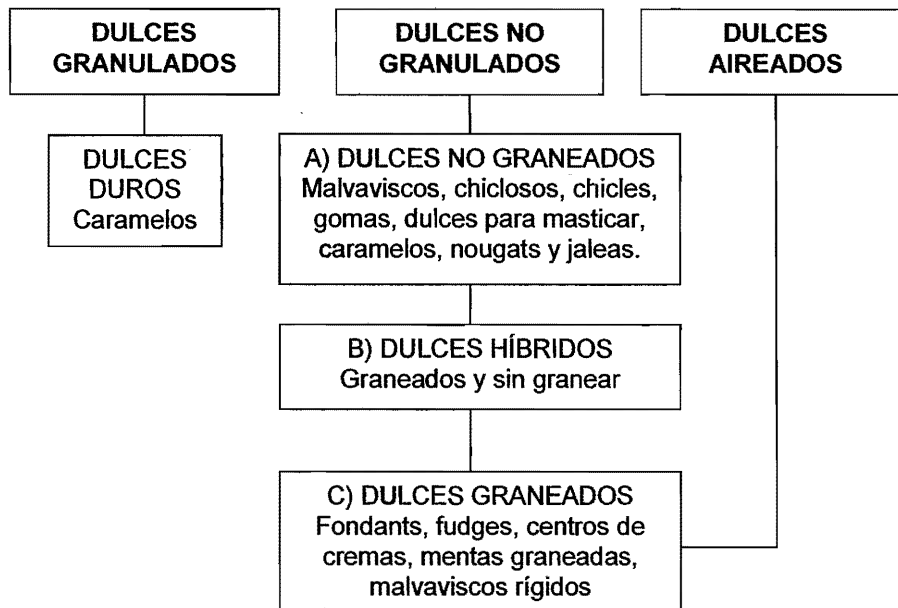 DULCES
GRANULADOS
DULCES NO
GRANULADOS
DULCES
AIREADOS
DULCES
DUROS
Caramelos
A) DULCES NO GRANEADOS
Malvaviscos, chiclosos, chicles,
gomas, dulces para masticar,
caramelos, nougats y jaleas.
B) DULCES HÍBRIDOS
Graneados y sin granear
C) DULCES GRANEADOS
Fondants, fudges, centros de
cremas, mentas graneadas,
malvaviscos rígidos